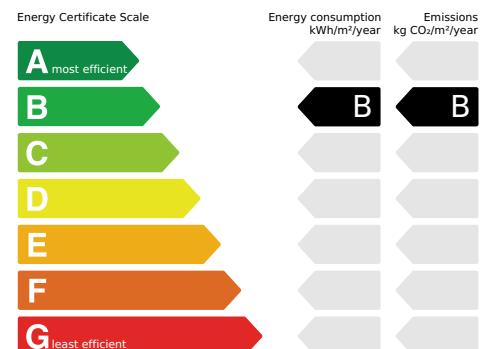 Energy Certificate Scale
Energy consumption
kWh/m²/year
Emissions
kg CO₂/m²/year
A most efficient
B
B
B
C
D
E
F
G least efficient